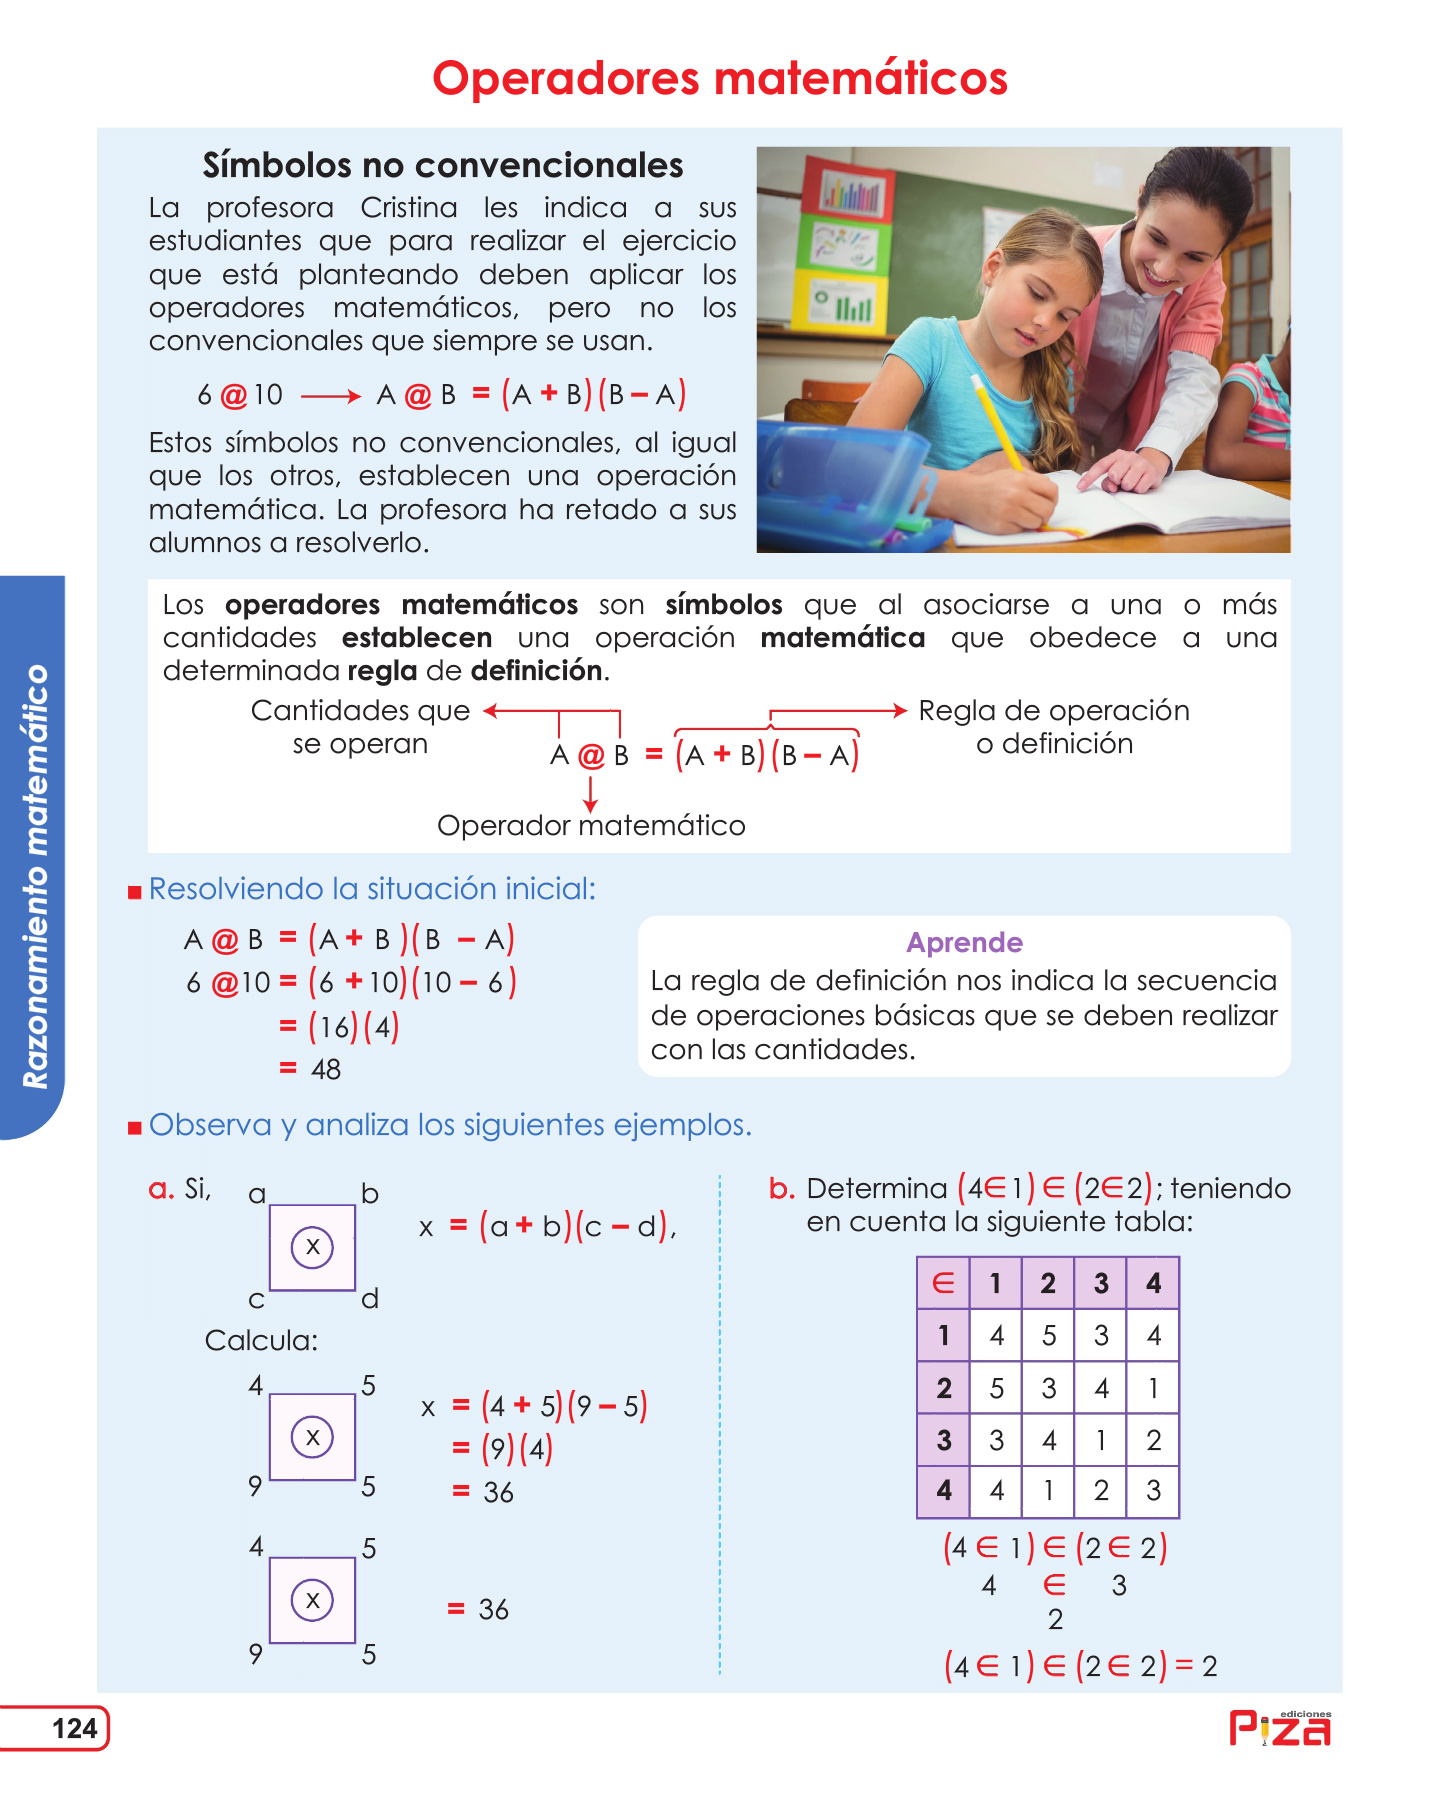 Operadores matemáticos
Símbolos no convencionales
La profesora Cristina les indica a sus
estudiantes que para realizar el ejercicio
que está planteando deben aplicar los
operadores matemáticos, pero no los
convencionales que siempre se usan.
6 @ 10 → A @ B = (A + B)(B − A)
Estos símbolos no convencionales, al igual
que los otros, establecen una operación
matemática. La profesora ha retado a sus
alumnos a resolverlo.
Los operadores matemáticos son símbolos que al asociarse a una o más
cantidades establecen una operación matemática que obedece a una
determinada regla de definición.
Cantidades que
se operan
A @ B = (A + B)(B − A)
Regla de operación
o definición
Operador matemático
Resolviendo la situación inicial:
A @ B = (A + B)(B − A)
6 @ 10 = (6 + 10)(10 − 6)
= (16)(4)
= 48
Aprende
La regla de definición nos indica la secuencia
de operaciones básicas que se deben realizar
con las cantidades.
Observa y analiza los siguientes ejemplos.
a. Si,
a b
x
c d
x = (a + b)(c − d),
Calcula:
4 5
x
9 5
x = (4 + 5)(9 − 5)
= (9)(4)
= 36
4 5
x
9 5
= 36
b. Determina (4∈1) ∈ (2∈2); teniendo
en cuenta la siguiente tabla:
∈ 1 2 3 4
1 4 5 3 4
2 5 3 4 1
3 3 4 1 2
4 4 1 2 3
(4 ∈ 1) ∈ (2 ∈ 2)
4 ∈ 3
2
(4 ∈ 1) ∈ (2 ∈ 2) = 2
Razonamiento matemático
124
ediciones
Piza